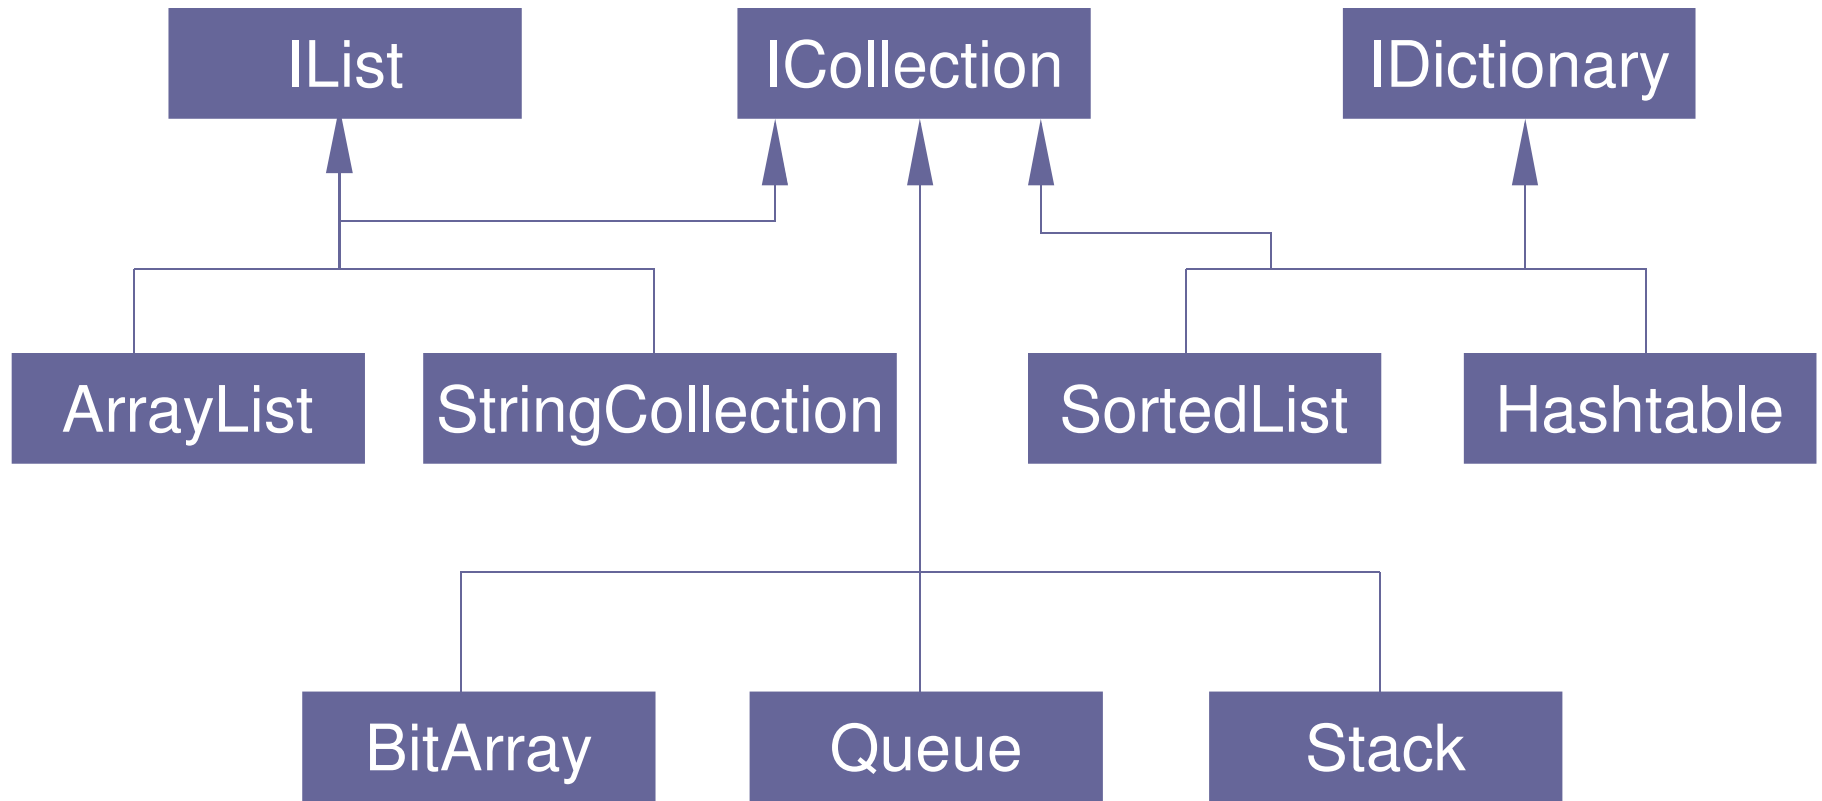 IList
ICollection
IDictionary
ArrayList
StringCollection
SortedList
Hashtable
BitArray
Queue
Stack